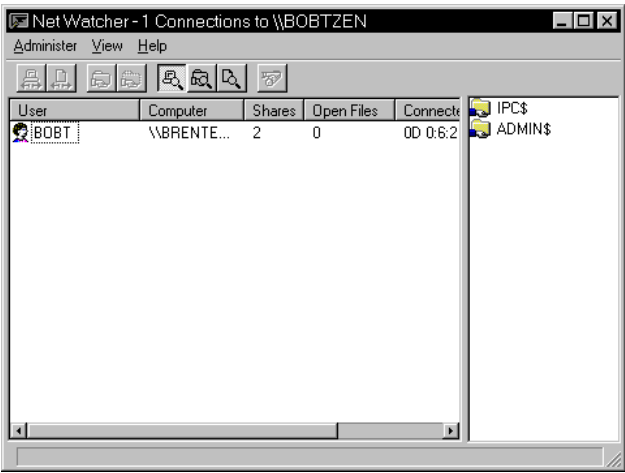 Net Watcher - 1 Connections to \\BOBTZEN
Administer View Help
User Computer Shares Open Files Connecte
BOBT \\BRENTE... 2 0 0D 0:6:2
IPC$
ADMIN$